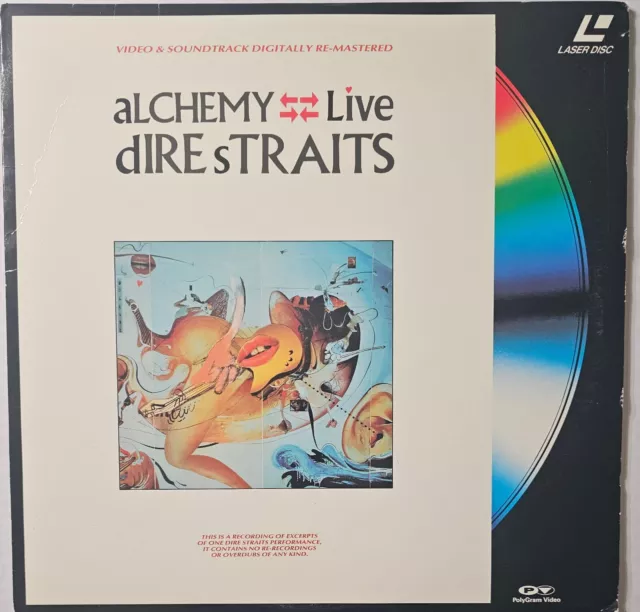 VIDEO & SOUNDTRACK DIGITALLY RE-MASTERED
LASER DISC
aLCHEMY Live
dIRE sTRAITS
THIS IS A RECORDING OF EXCERPTS
OF ONE DIRE STRAITS PERFORMANCE,
IT CONTAINS NO RE-RECORDINGS
OR OVERDUBS OF ANY KIND.
PolyGram Video